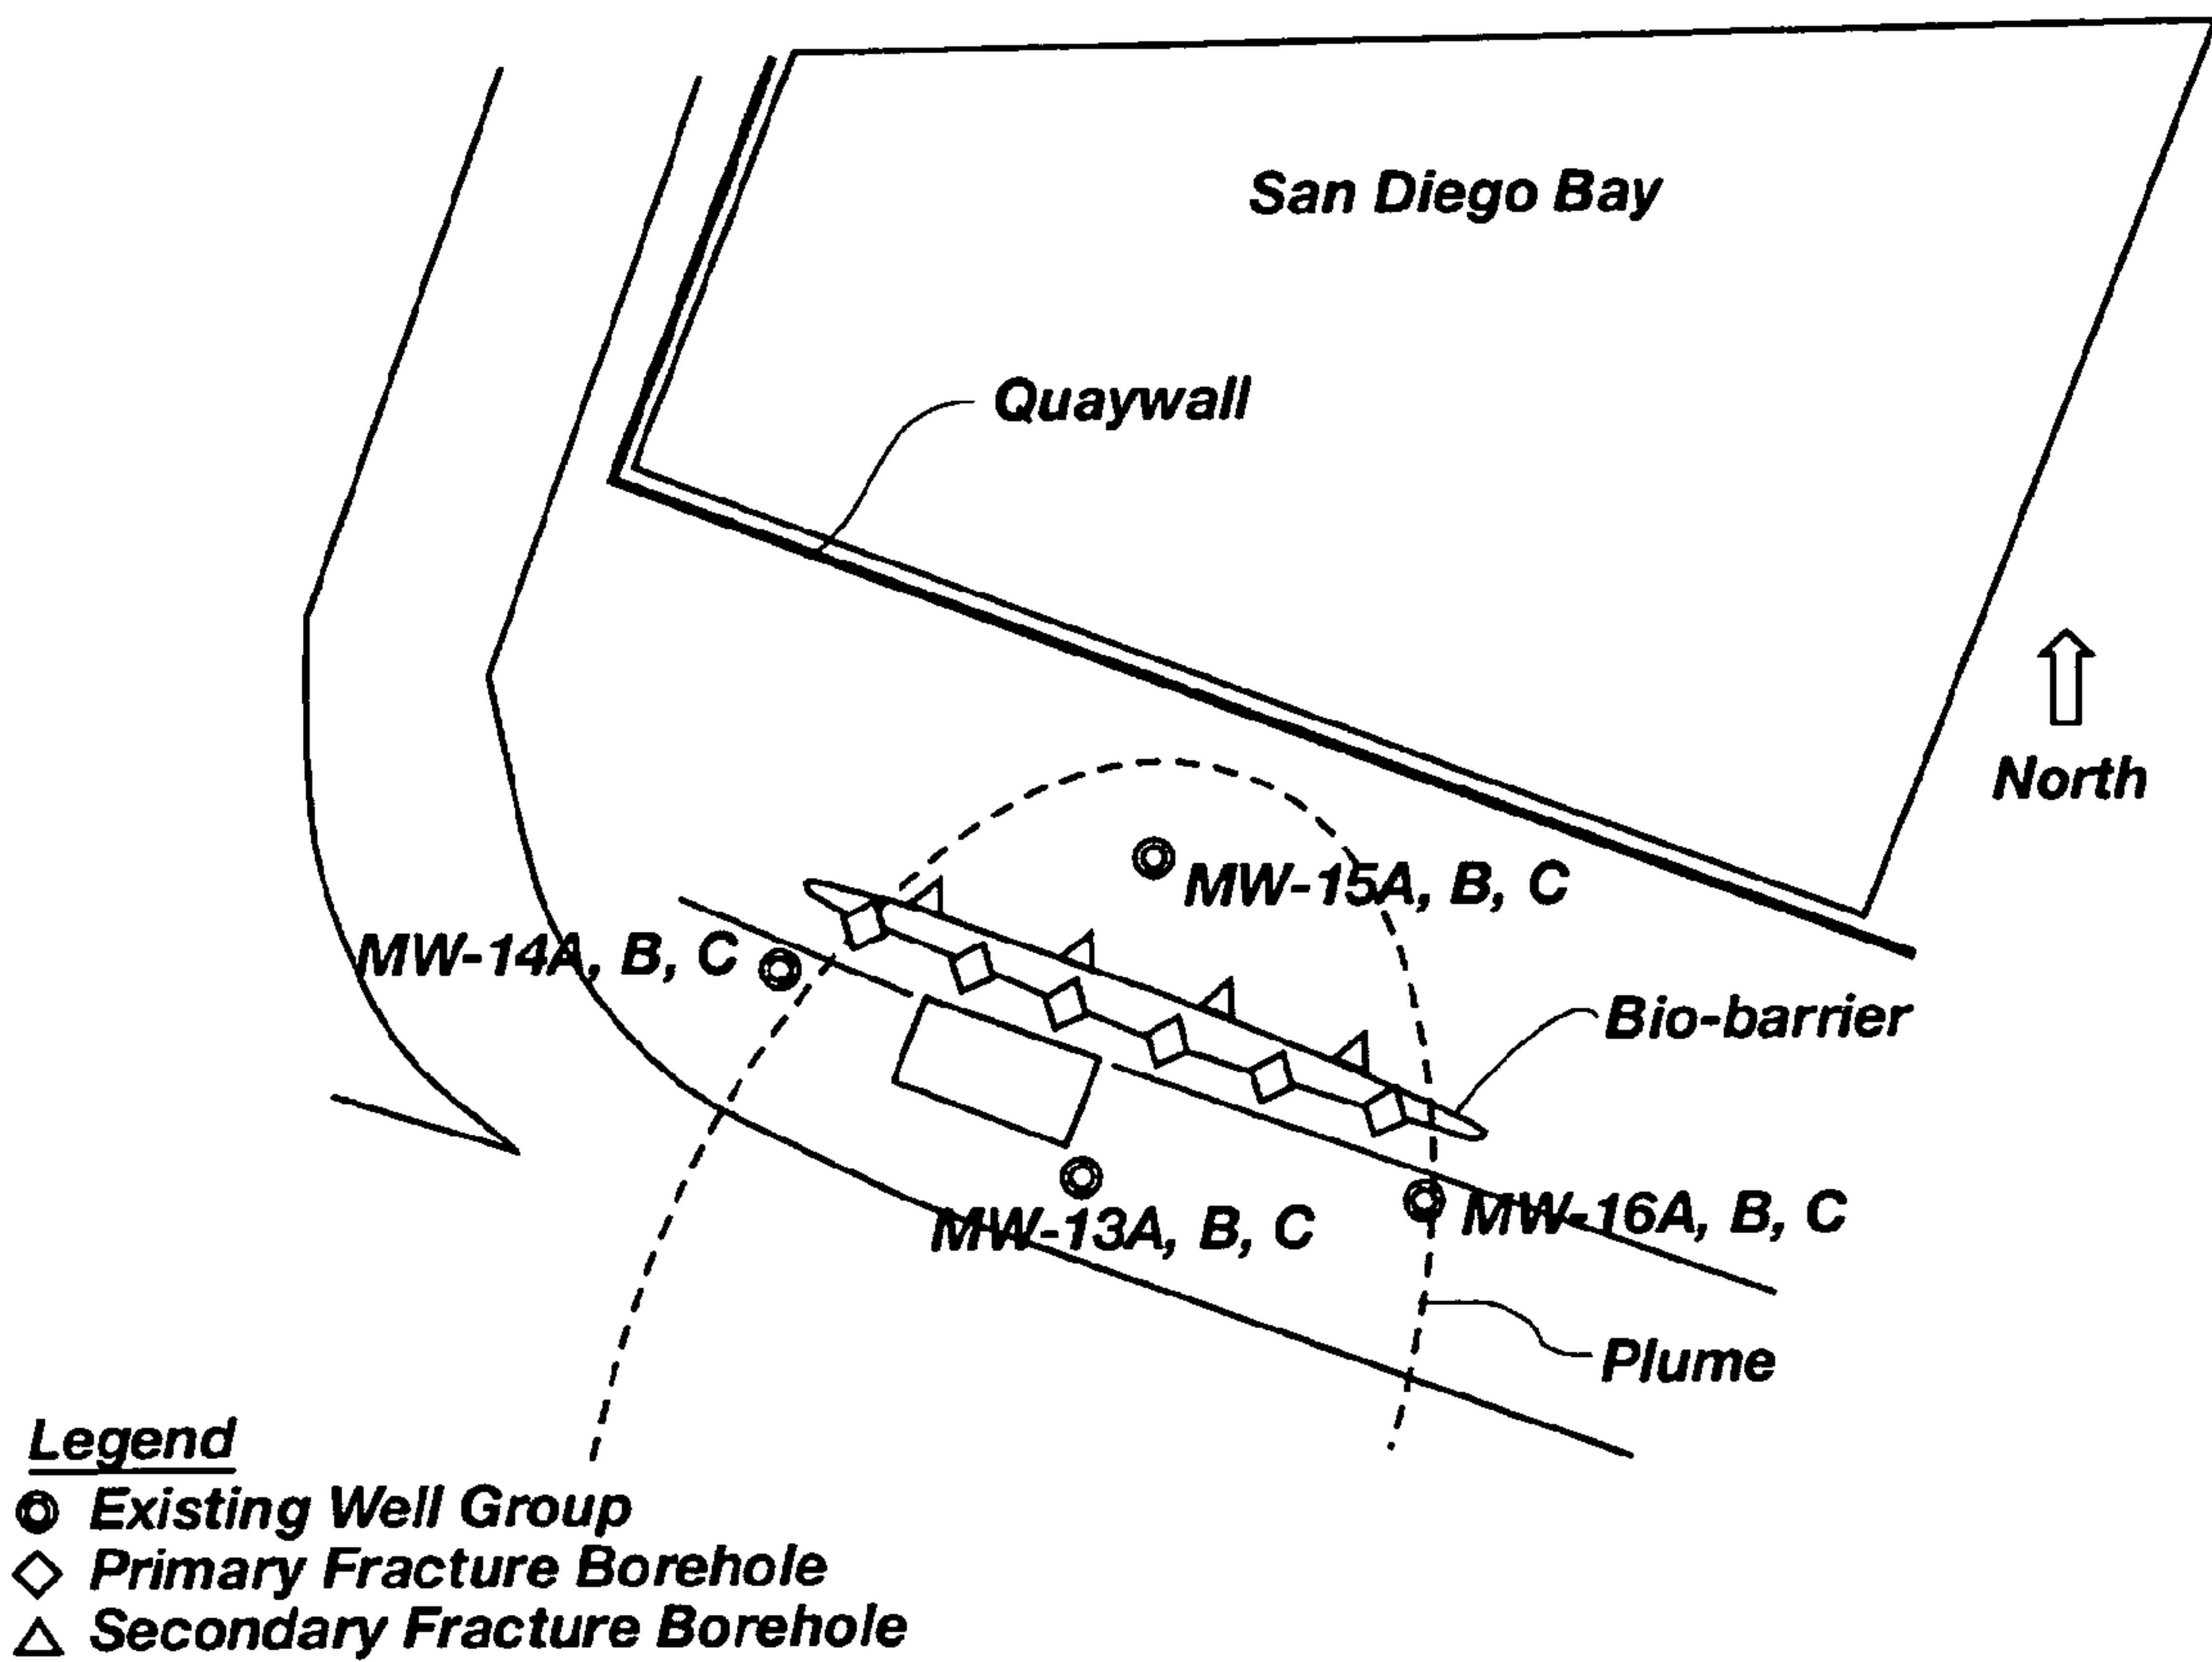 San Diego Bay
Quaywall
North
MW-15A, B, C
MW-14A, B, C
Bio-barrier
MW-13A, B, C
MW-16A, B, C
Plume
Legend
Existing Well Group
Primary Fracture Borehole
Secondary Fracture Borehole